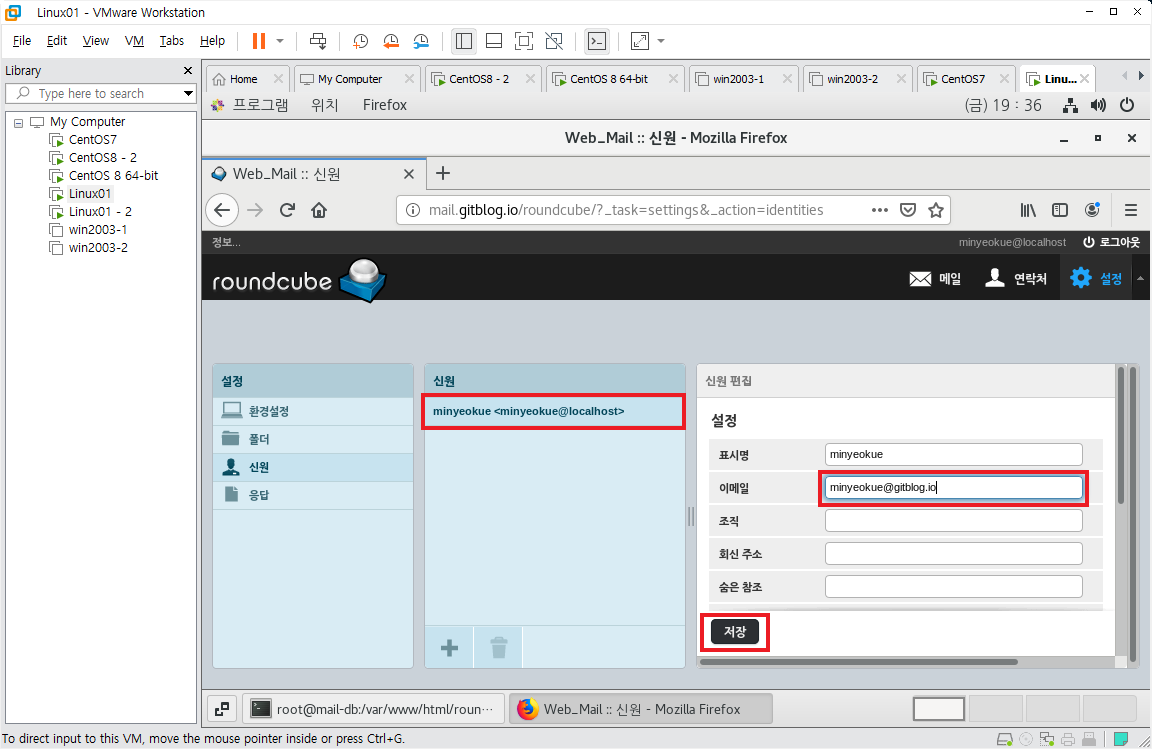 Linux01 - VMware Workstation
File Edit View VM Tabs Help
Library
Type here to search
My Computer
CentOS7
CentOS8 - 2
CentOS 8 64-bit
Linux01
Linux01 - 2
win2003-1
win2003-2
Home My Computer CentOS8 - 2 CentOS 8 64-bit win2003-1 win2003-2 CentOS7 Linu...
프로그램 위치 Firefox (금) 19 : 36
Web_Mail :: 신원 - Mozilla Firefox
Web_Mail :: 신원
mail.gitblog.io/roundcube/?_task=settings&_action=identities
정보... minyeokue@localhost 로그아웃
roundcube 메일 연락처 설정
설정
환경설정
폴더
신원
응답
신원
minyeokue <minyeokue@localhost>
신원 편집
설정
표시명 minyeokue
이메일 minyeokue@gitblog.io
조직
회신 주소
숨은 참조
저장
root@mail-db:/var/www/html/roun··· Web_Mail :: 신원 - Mozilla Firefox
To direct input to this VM, move the mouse pointer inside or press Ctrl+G.